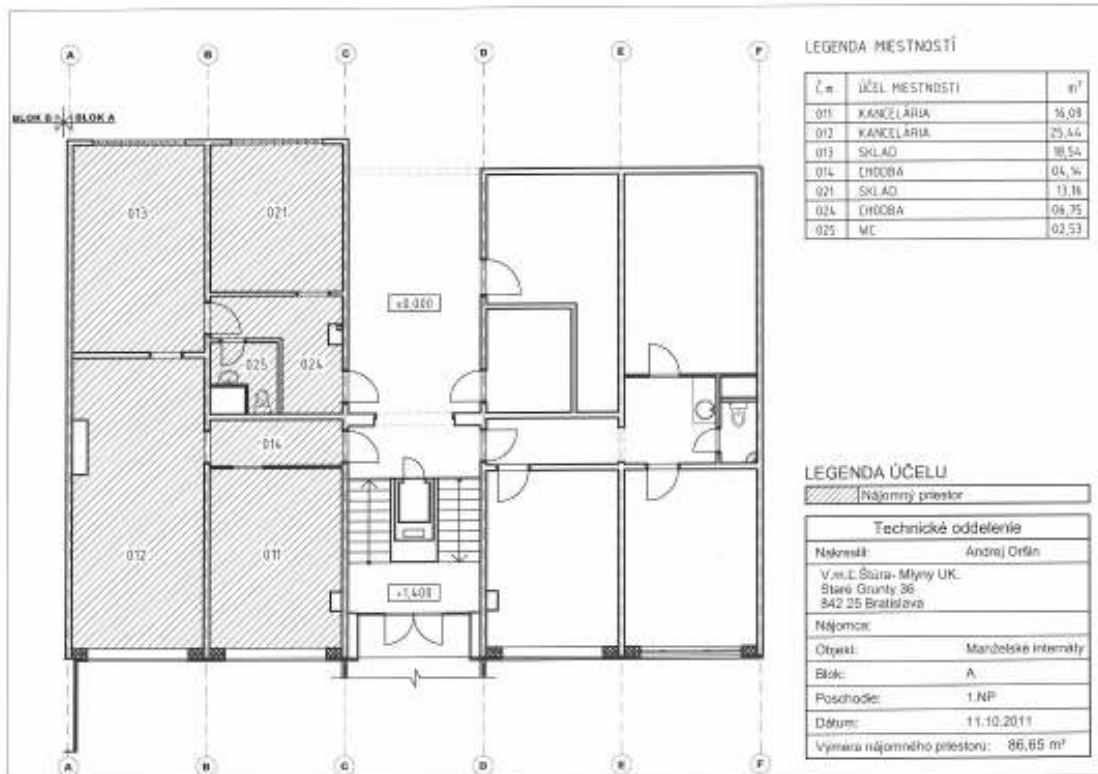 A B C D E F
BLOK B BLOK A
013
021
±0,000
025
024
014
012
011
+1,400
A B C D E F
LEGENDA MIESTNOSTÍ
Č.m. ÚČEL MIESTNOSTI m²
011 KANCELÁRIA 16,09
012 KANCELÁRIA 25,44
013 SKLAD 18,54
014 CHODBA 04,14
021 SKLAD 13,16
024 CHODBA 06,75
025 WC 02,53
LEGENDA ÚČELU
Nájomný priestor
Technické oddelenie
Nakreslil: Andrej Oršin
V.m.Ľ.Štúra- Mlyny UK.
Staré Grunty 36
842 25 Bratislava
Nájomca:
Objekt: Manželské internáty
Blok: A
Poschodie: 1.NP
Dátum: 11.10.2011
Výmera nájomného priestoru: 86,65 m²